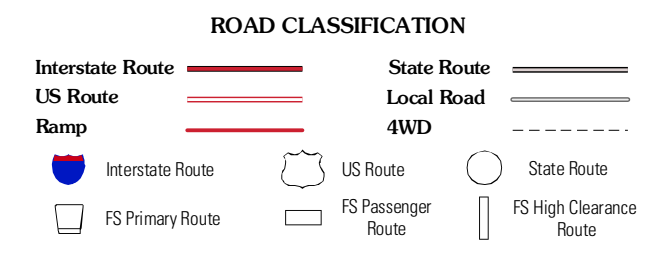 ROAD CLASSIFICATION
Interstate Route
State Route
US Route
Local Road
Ramp
4WD
Interstate Route
US Route
State Route
FS Primary Route
FS Passenger
Route
FS High Clearance
Route